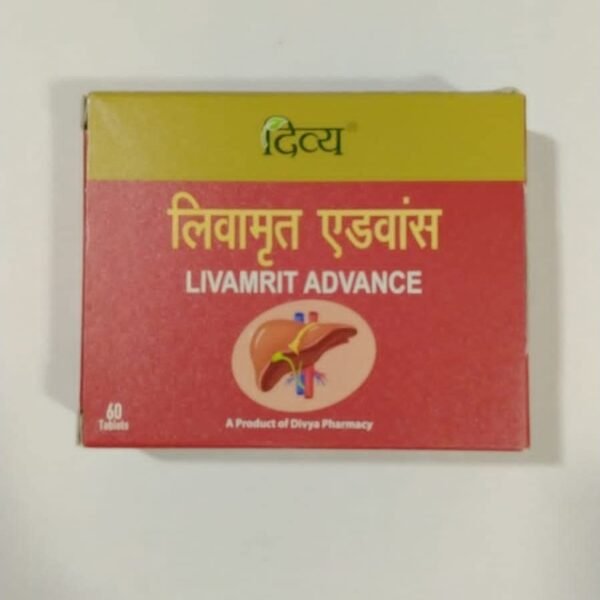 दिव्य®
लिवामृत एडवांस
LIVAMRIT ADVANCE
60
Tablets
A Product of Divya Pharmacy